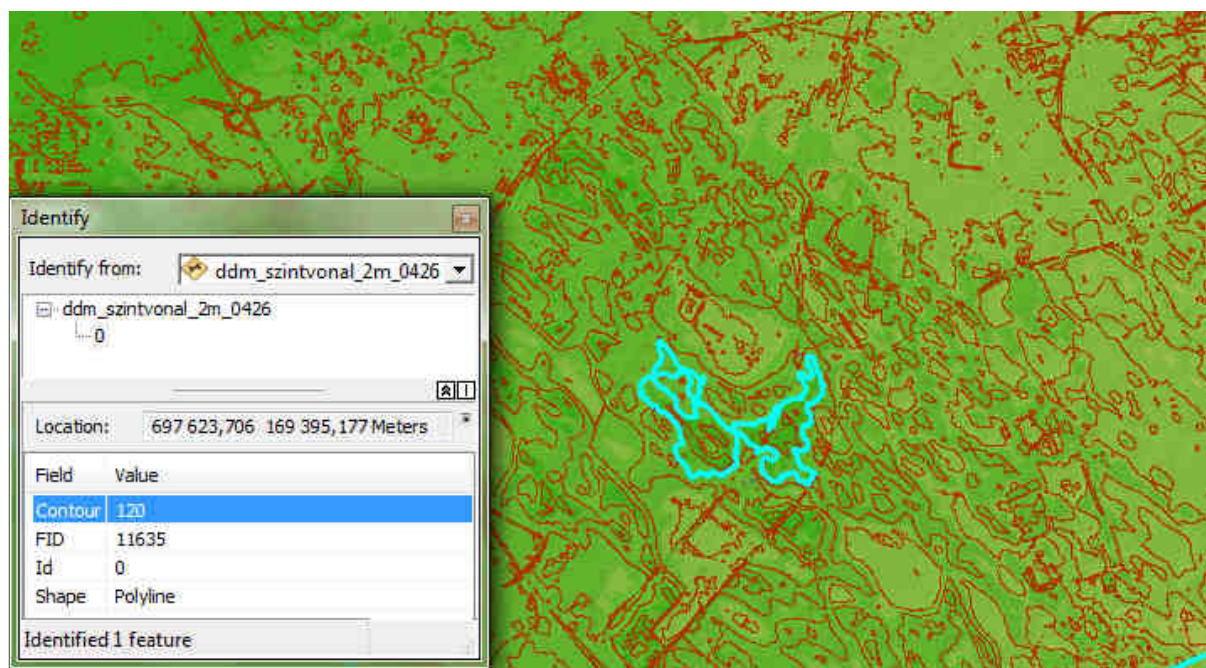 Identify
Identify from: ddm_szintvonal_2m_0426
ddm_szintvonal_2m_0426
0
Location: 697 623,706 169 395,177 Meters
Field Value
Contour 120
FID 11635
Id 0
Shape Polyline
Identified 1 feature